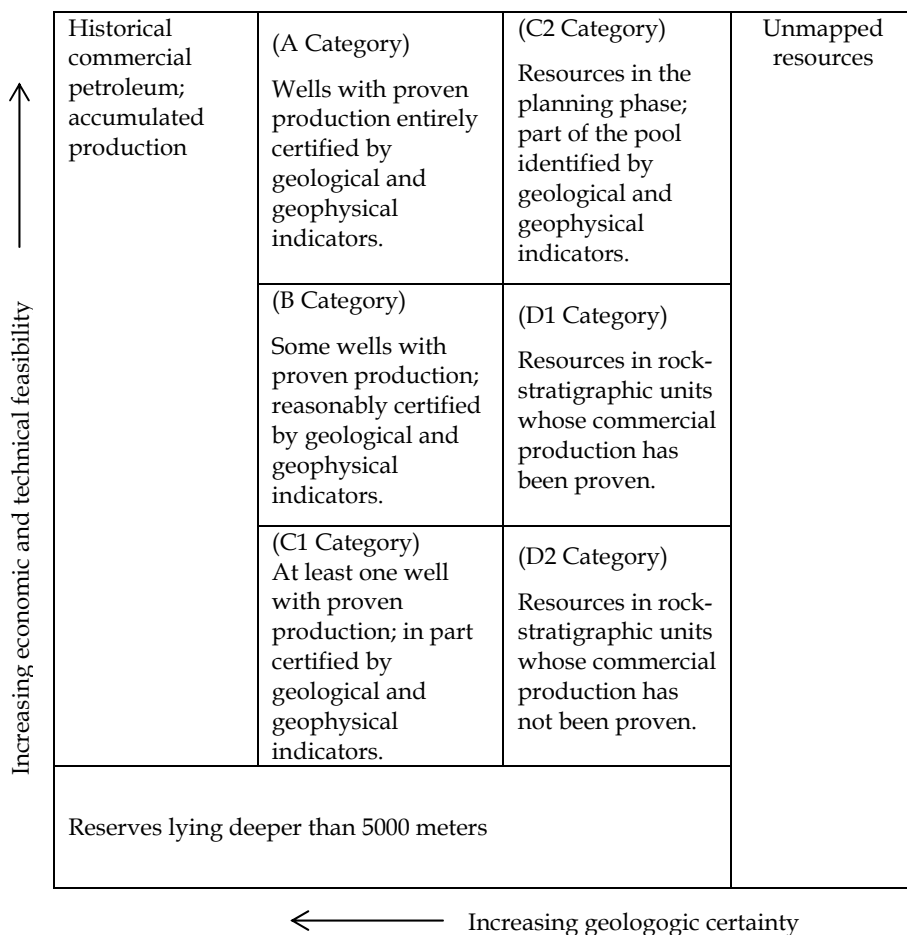 Historical
commercial
petroleum;
accumulated
production
(A Category)
Wells with proven
production entirely
certified by
geological and
geophysical
indicators.
(C2 Category)
Resources in the
planning phase;
part of the pool
identified by
geological and
geophysical
indicators.
Unmapped
resources
(B Category)
Some wells with
proven production;
reasonably certified
by geological and
geophysical
indicators.
(D1 Category)
Resources in rock-
stratigraphic units
whose commercial
production has
been proven.
(C1 Category)
At least one well
with proven
production; in part
certified by
geological and
geophysical
indicators.
(D2 Category)
Resources in rock-
stratigraphic units
whose commercial
production has
not been proven.
Reserves lying deeper than 5000 meters
Increasing economic and technical feasibility
Increasing geologogic certainty